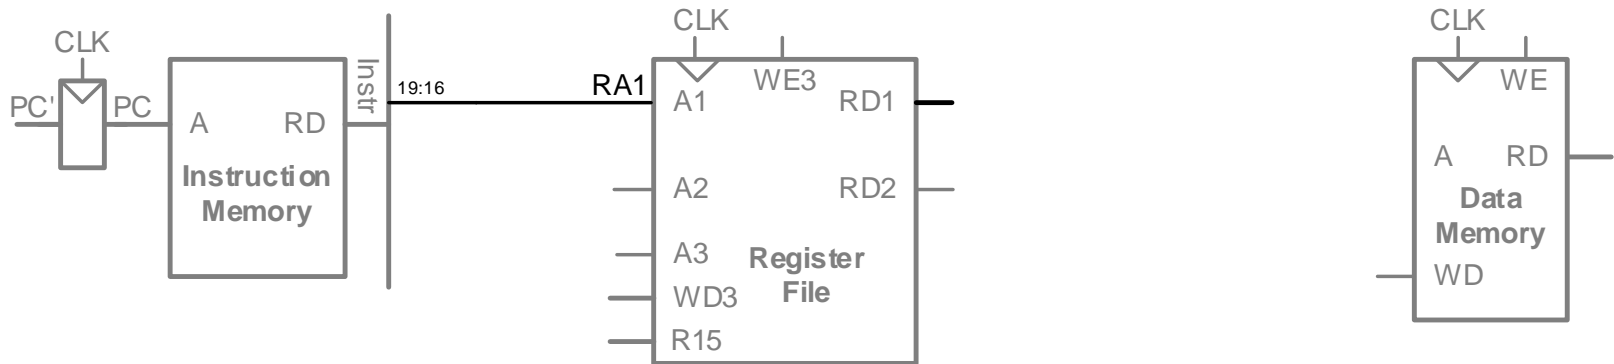 CLK
PC'
PC
A
RD
Instruction
Memory
Instr
19:16
RA1
CLK
WE3
A1
RD1
A2
RD2
A3
WD3
R15
Register
File
CLK
WE
A
RD
Data
Memory
WD